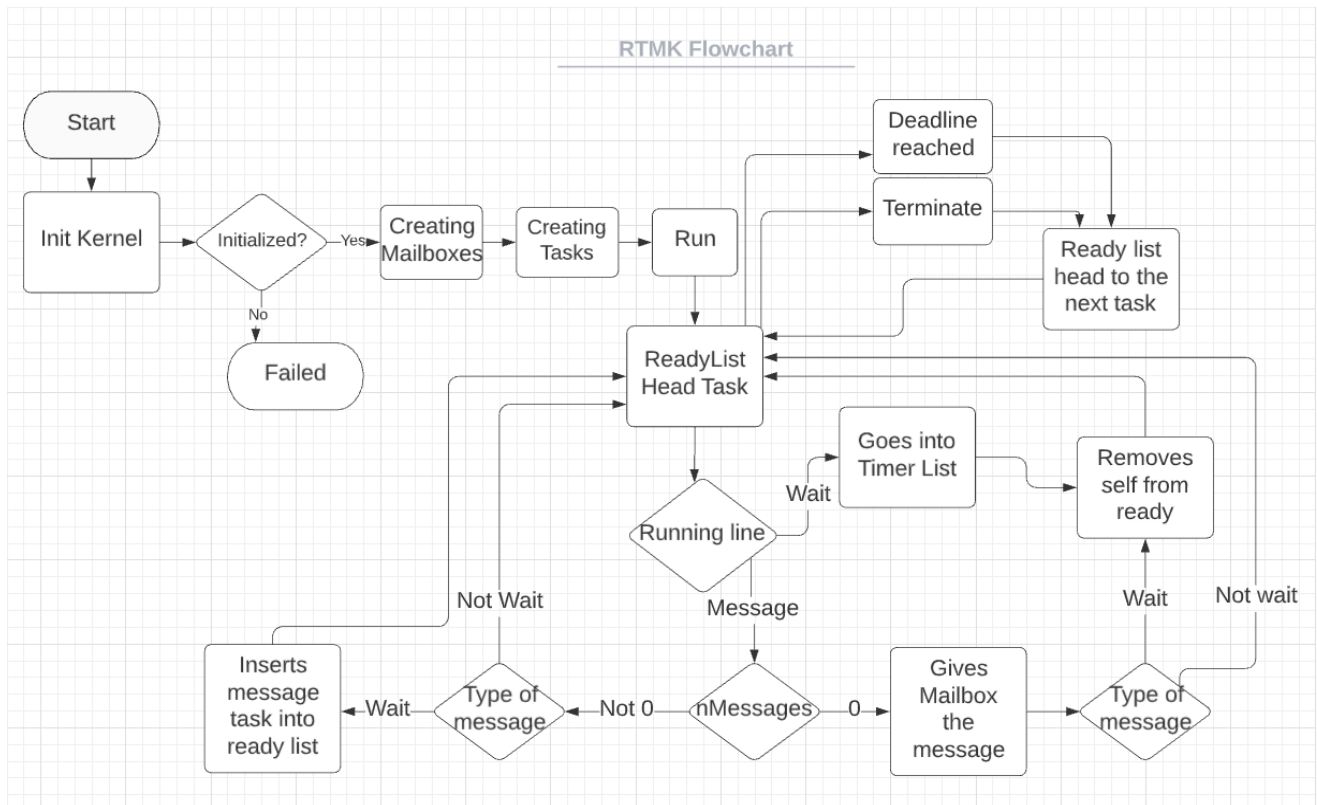 RTMK Flowchart
Start
Deadline
reached
Terminate
Init Kernel
Initialized?
Yes
Creating
Mailboxes
Creating
Tasks
Run
Ready list
head to the
next task
No
Failed
ReadyList
Head Task
Goes into
Timer List
Removes
self from
ready
Wait
Running line
Not Wait
Message
Wait
Not wait
Inserts
message
task into
ready list
Wait
Type of
message
Not 0
nMessages
0
Gives
Mailbox
the
message
Type of
message